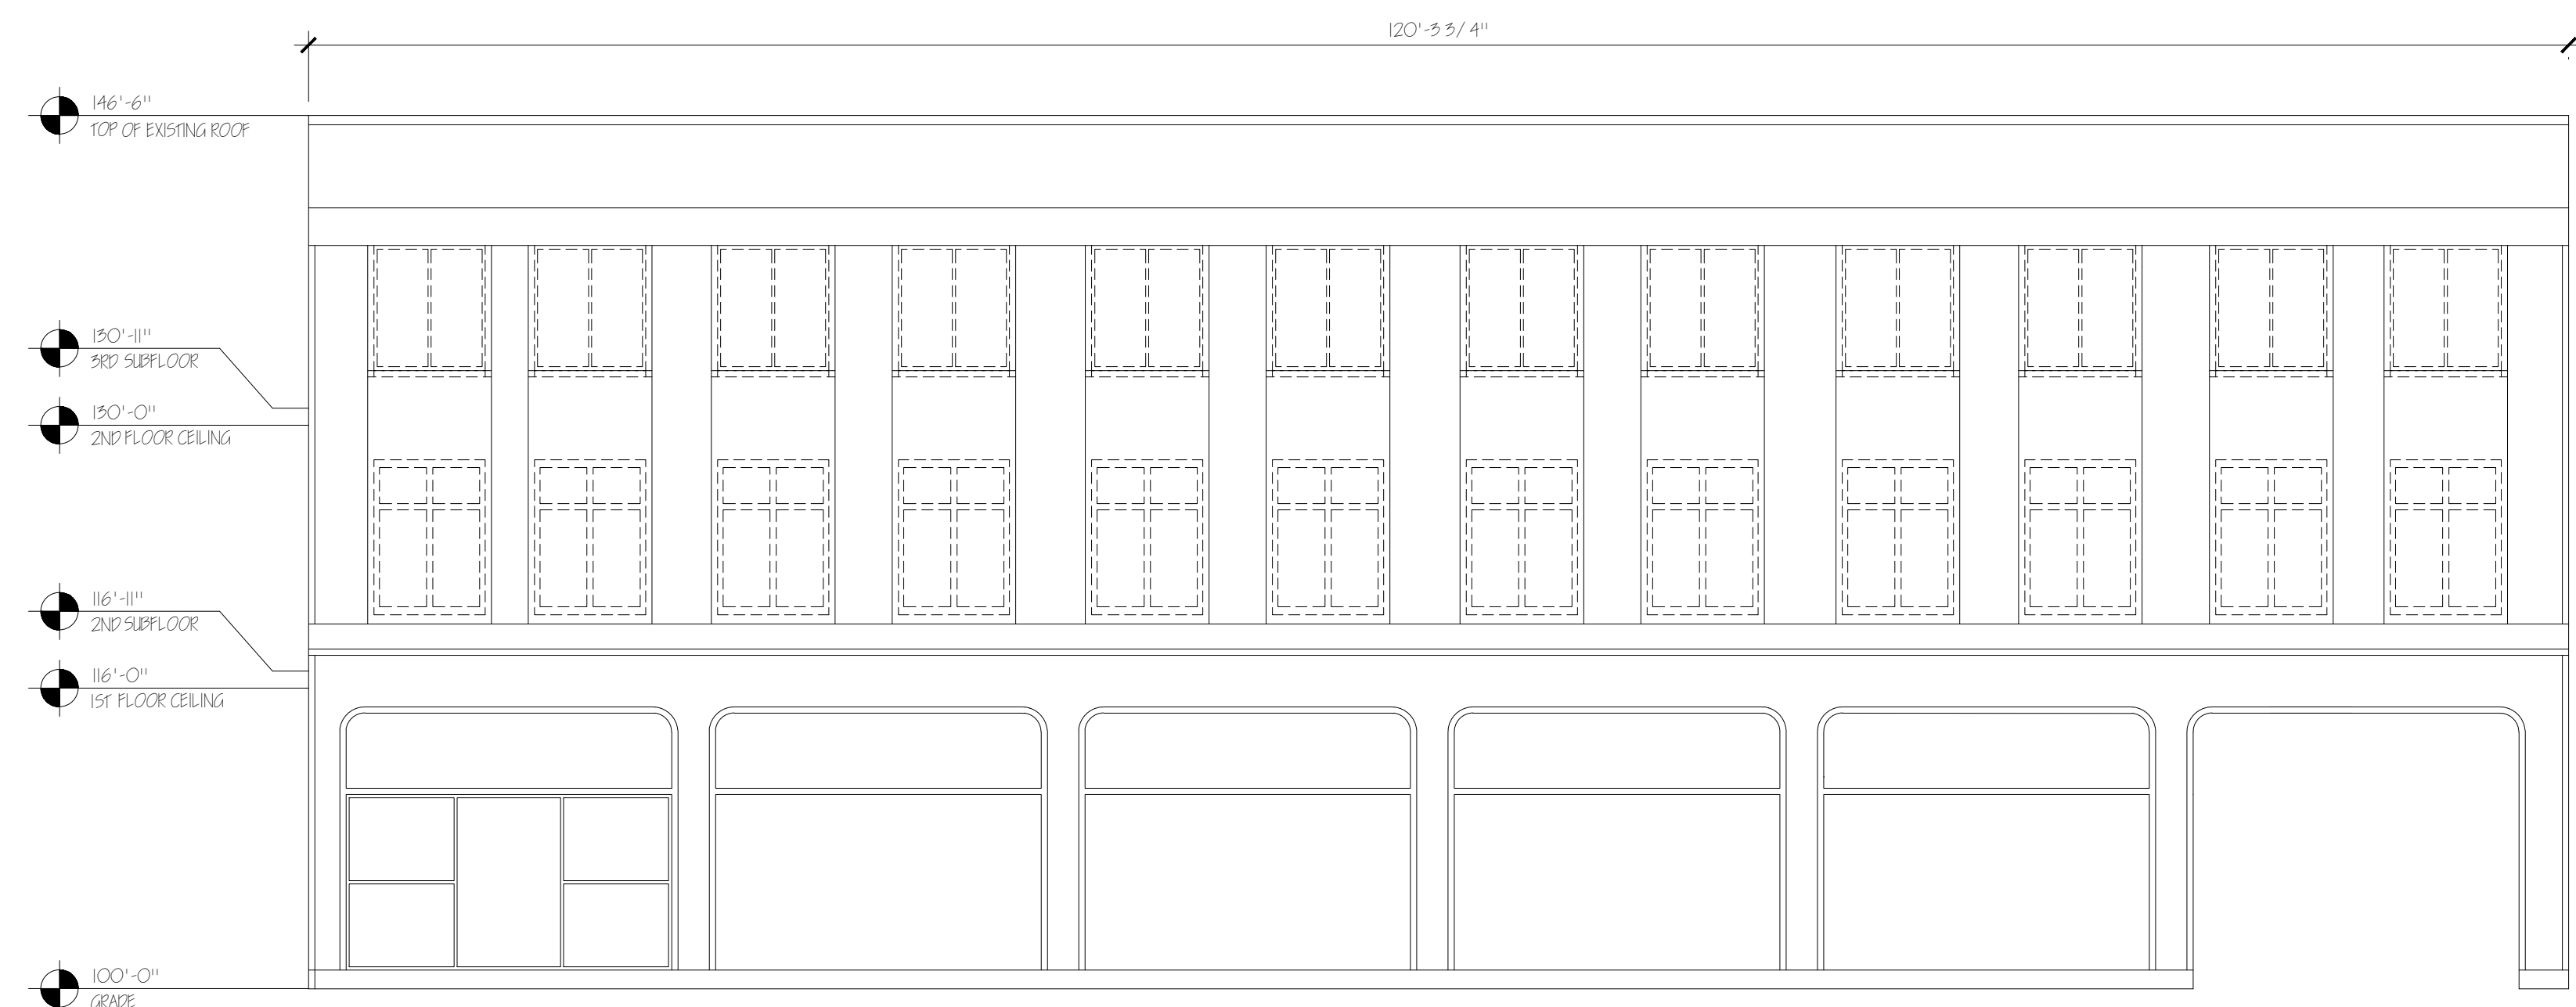 120'-3 3/4"
146'-6"
TOP OF EXISTING ROOF
130'-11"
3RD SUBFLOOR
130'-0"
2ND FLOOR CEILING
116'-11"
2ND SUBFLOOR
116'-0"
1ST FLOOR CEILING
100'-0"
GRADE